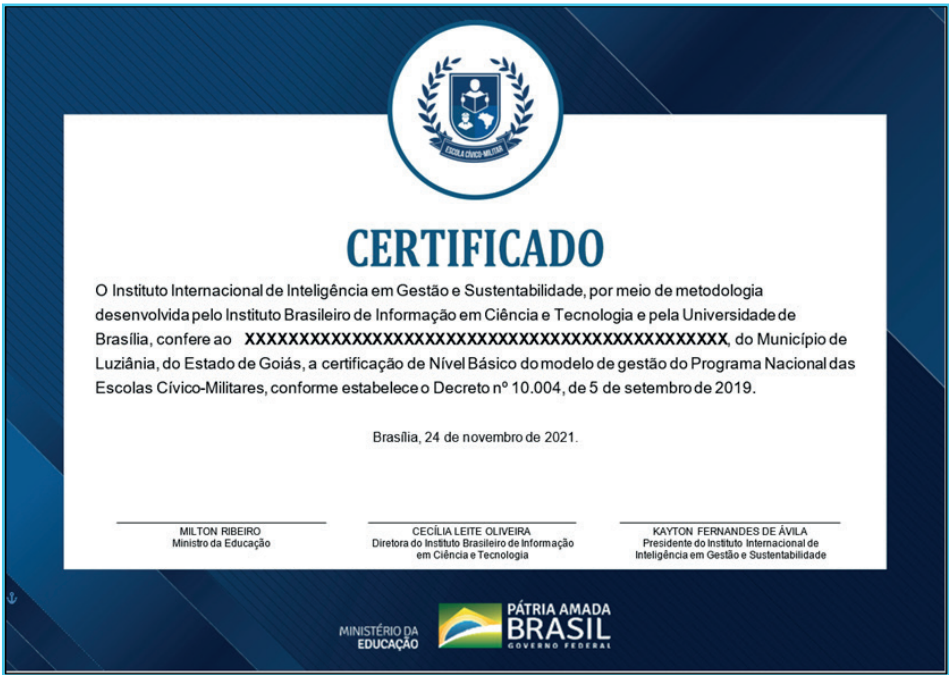 ESCOLA CÍVICO-MILITAR
CERTIFICADO
O Instituto Internacional de Inteligência em Gestão e Sustentabilidade, por meio de metodologia
desenvolvida pelo Instituto Brasileiro de Informação em Ciência e Tecnologia e pela Universidade de
Brasília, confere ao XXXXXXXXXXXXXXXXXXXXXXXXXXXXXXXXXXXXXXXXXXXX, do Município de
Luziânia, do Estado de Goiás, a certificação de Nível Básico do modelo de gestão do Programa Nacional das
Escolas Cívico-Militares, conforme estabelece o Decreto nº 10.004, de 5 de setembro de 2019.
Brasília, 24 de novembro de 2021.
MILTON RIBEIRO
Ministro da Educação
CECÍLIA LEITE OLIVEIRA
Diretora do Instituto Brasileiro de Informação
em Ciência e Tecnologia
KAYTON FERNANDES DE ÁVILA
Presidente do Instituto Internacional de
Inteligência em Gestão e Sustentabilidade
MINISTÉRIO DA
EDUCAÇÃO
PÁTRIA AMADA
BRASIL
GOVERNO FEDERAL